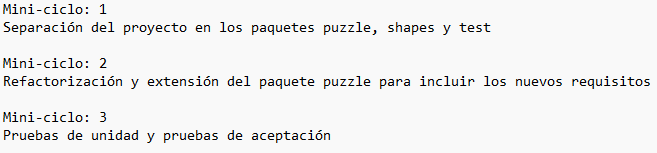 Mini-ciclo: 1
Separación del proyecto en los paquetes puzzle, shapes y test
Mini-ciclo: 2
Refactorización y extensión del paquete puzzle para incluir los nuevos requisitos
Mini-ciclo: 3
Pruebas de unidad y pruebas de aceptación